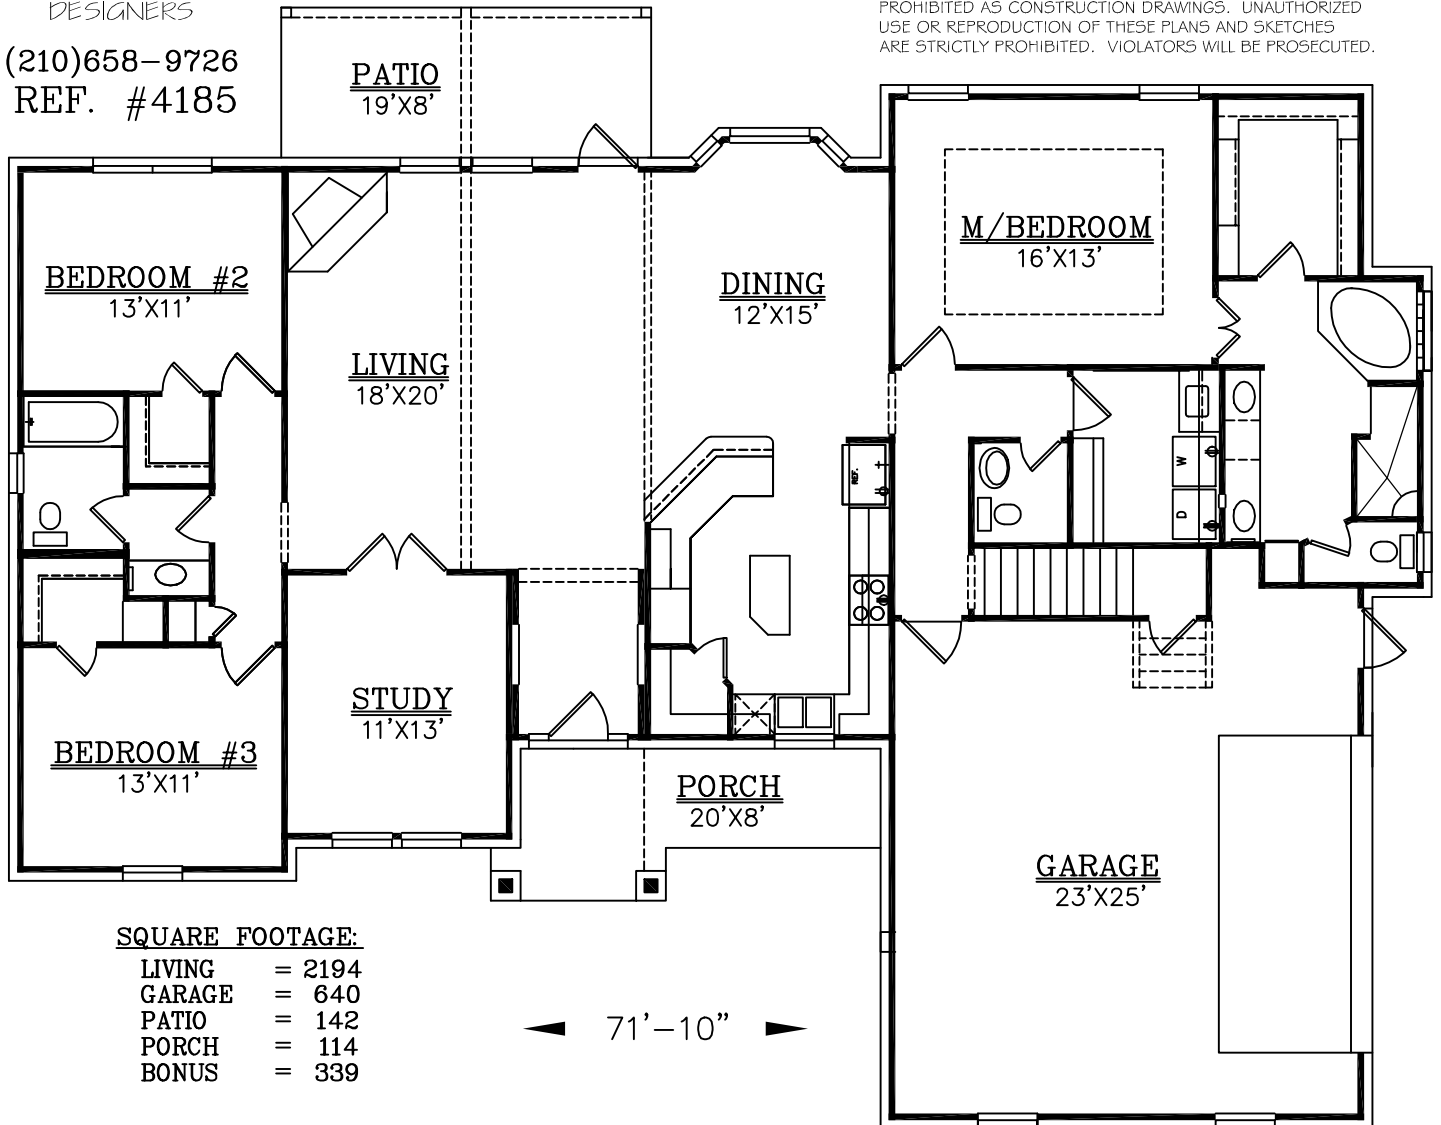 DESIGNERS
(210)658-9726
REF. #4185
PROHIBITED AS CONSTRUCTION DRAWINGS. UNAUTHORIZED
USE OR REPRODUCTION OF THESE PLANS AND SKETCHES
ARE STRICTLY PROHIBITED. VIOLATORS WILL BE PROSECUTED.
PATIO
19'X8'
M/BEDROOM
16'X13'
BEDROOM #2
13'X11'
DINING
12'X15'
LIVING
18'X20'
REF.
W
D
STUDY
11'X13'
BEDROOM #3
13'X11'
PORCH
20'X8'
GARAGE
23'X25'
SQUARE FOOTAGE:
LIVING = 2194
GARAGE = 640
PATIO = 142
PORCH = 114
BONUS = 339
71'-10"